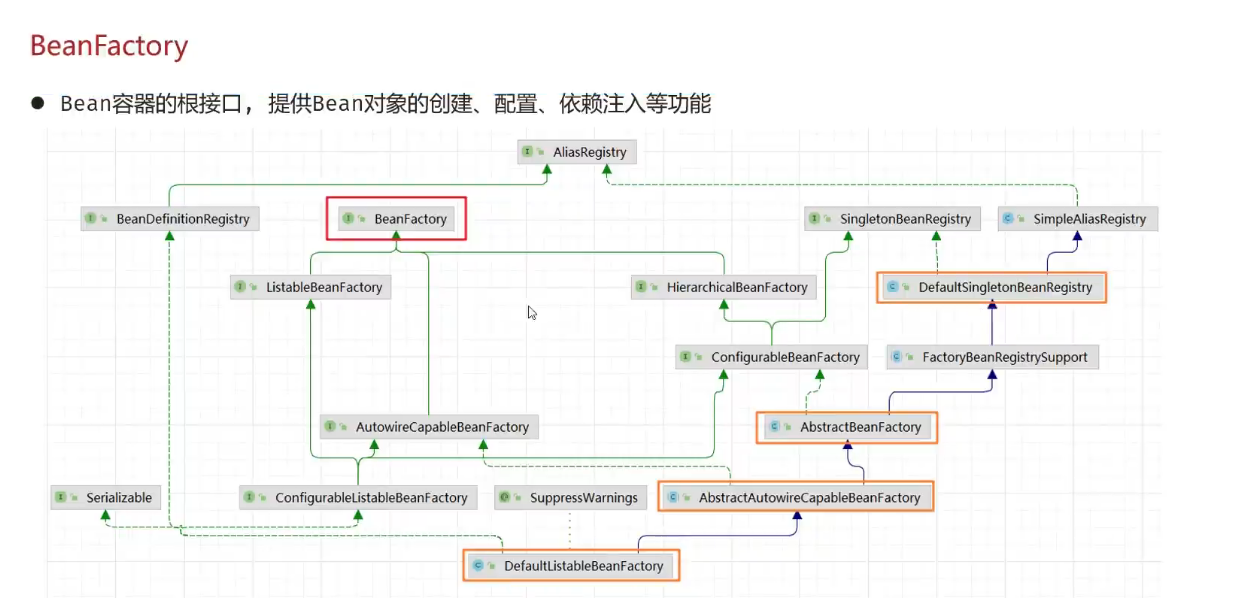 BeanFactory
● Bean容器的根接口，提供Bean对象的创建、配置、依赖注入等功能
AliasRegistry
BeanDefinitionRegistry
BeanFactory
SingletonBeanRegistry
SimpleAliasRegistry
ListableBeanFactory
HierarchicalBeanFactory
DefaultSingletonBeanRegistry
ConfigurableBeanFactory
FactoryBeanRegistrySupport
AutowireCapableBeanFactory
AbstractBeanFactory
Serializable
ConfigurableListableBeanFactory
SuppressWarnings
AbstractAutowireCapableBeanFactory
DefaultListableBeanFactory